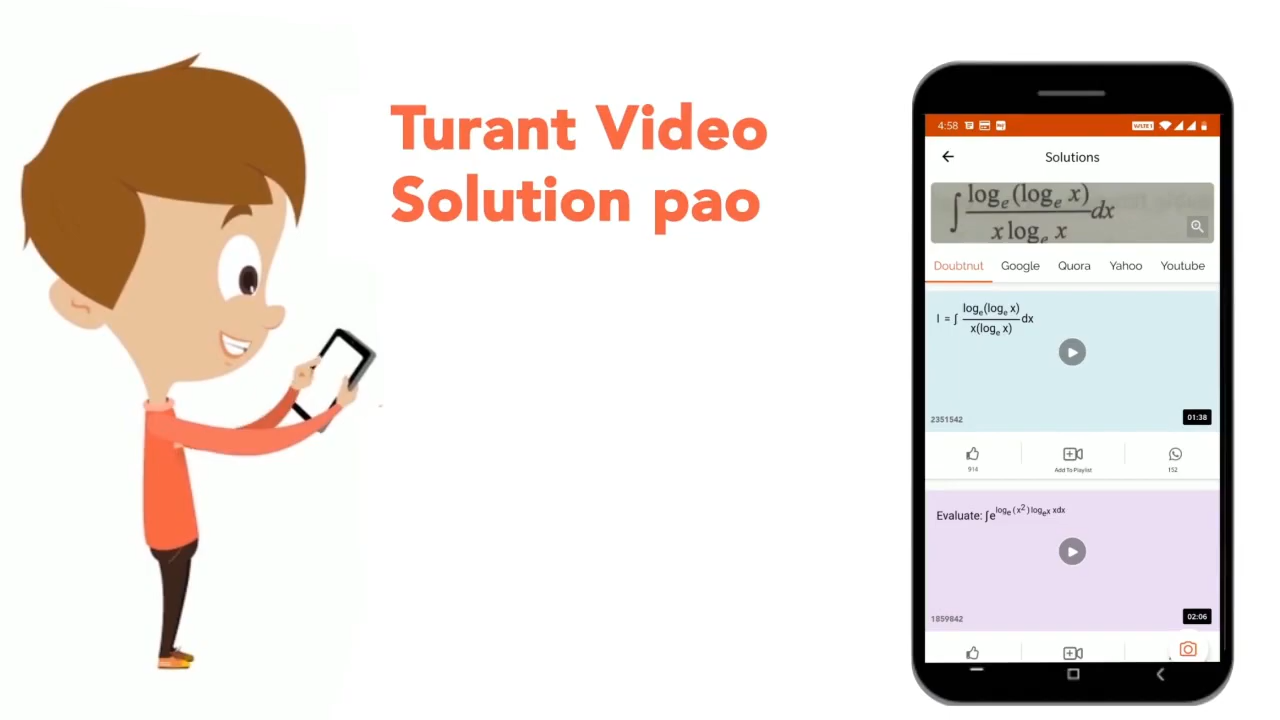 Turant Video
Solution pao
4:58
VoLTE1
Solutions
∫ logₑ(logₑ x) / x logₑ x dx
Doubtnut Google Quora Yahoo Youtube
I = ∫ logₑ(logₑ x) / x(logₑ x) dx
2351542 01:38
914 Add To Playlist 152
Evaluate: ∫e^logₑ(x²)logₑx xdx
1859842 02:06